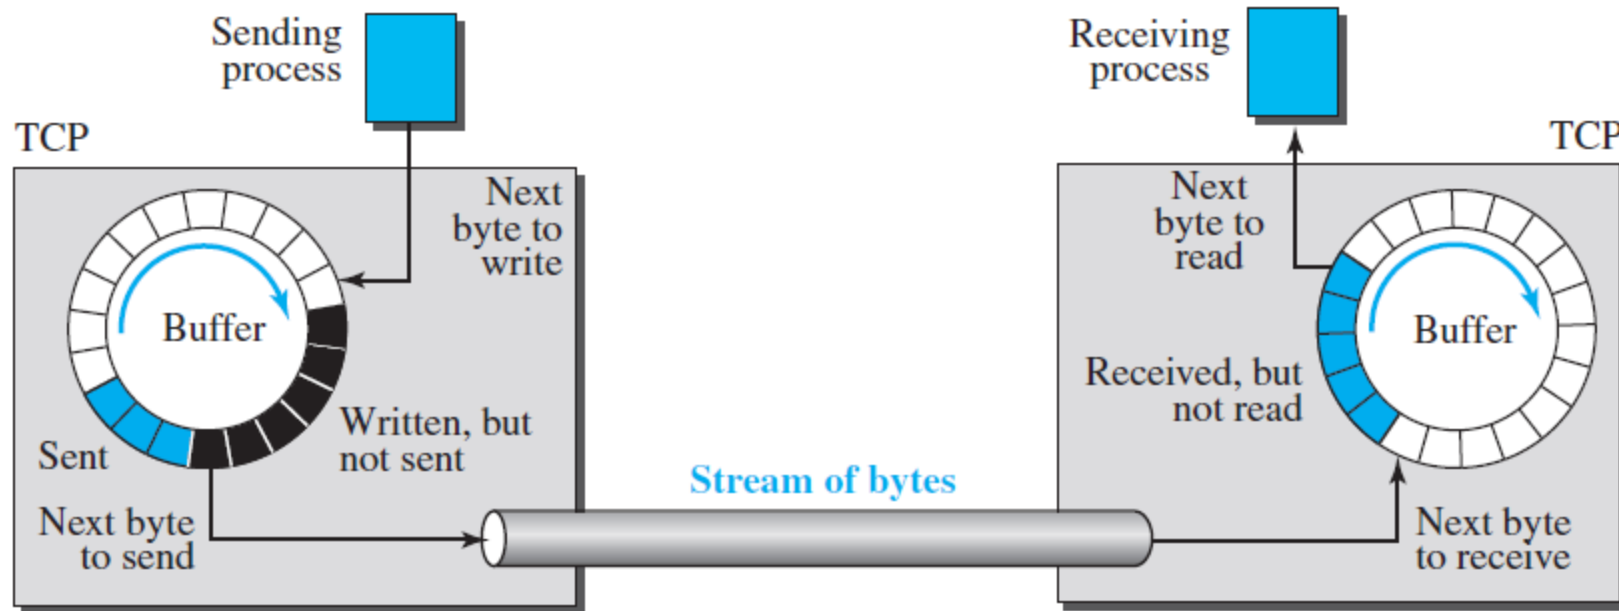 Sending
process
Receiving
process
TCP
TCP
Next
byte to
write
Next
byte to
read
Buffer
Buffer
Received, but
not read
Written, but
not sent
Sent
Stream of bytes
Next byte
to send
Next byte
to receive